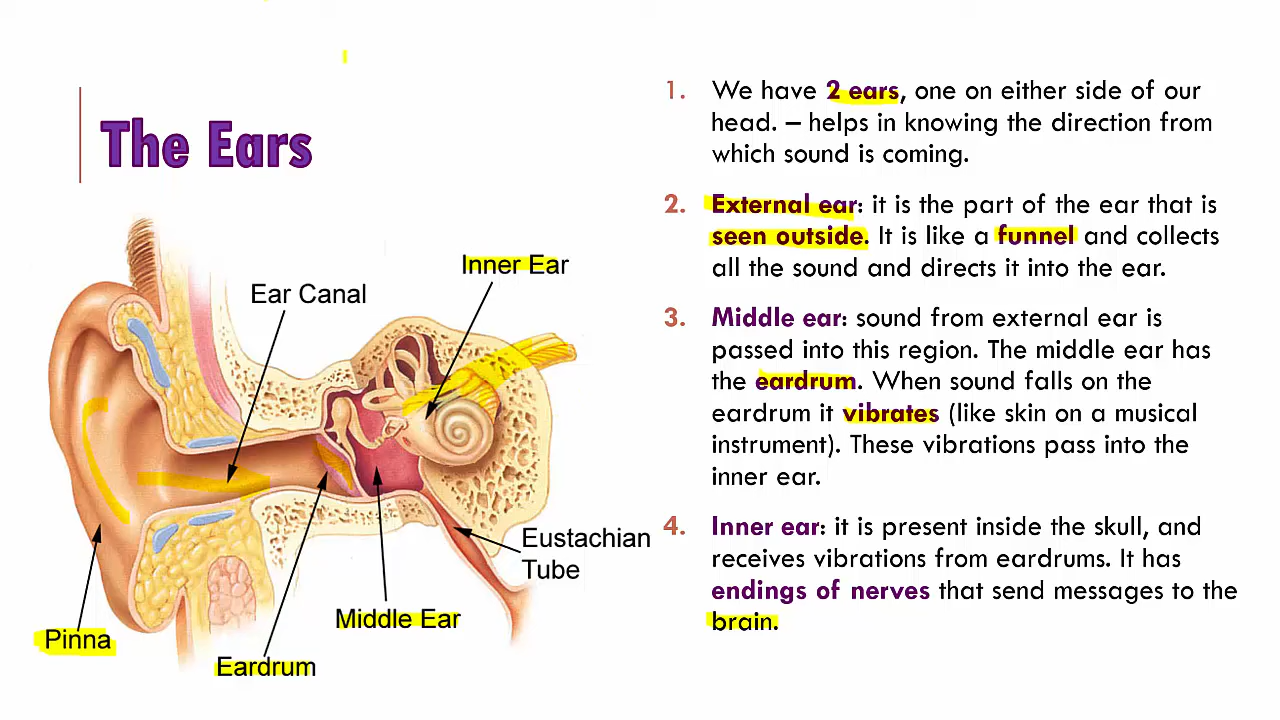 The Ears
Inner Ear
Ear Canal
Eustachian
Tube
Middle Ear
Pinna
Eardrum
1. We have 2 ears, one on either side of our
head. – helps in knowing the direction from
which sound is coming.
2. External ear: it is the part of the ear that is
seen outside. It is like a funnel and collects
all the sound and directs it into the ear.
3. Middle ear: sound from external ear is
passed into this region. The middle ear has
the eardrum. When sound falls on the
eardrum it vibrates (like skin on a musical
instrument). These vibrations pass into the
inner ear.
4. Inner ear: it is present inside the skull, and
receives vibrations from eardrums. It has
endings of nerves that send messages to the
brain.